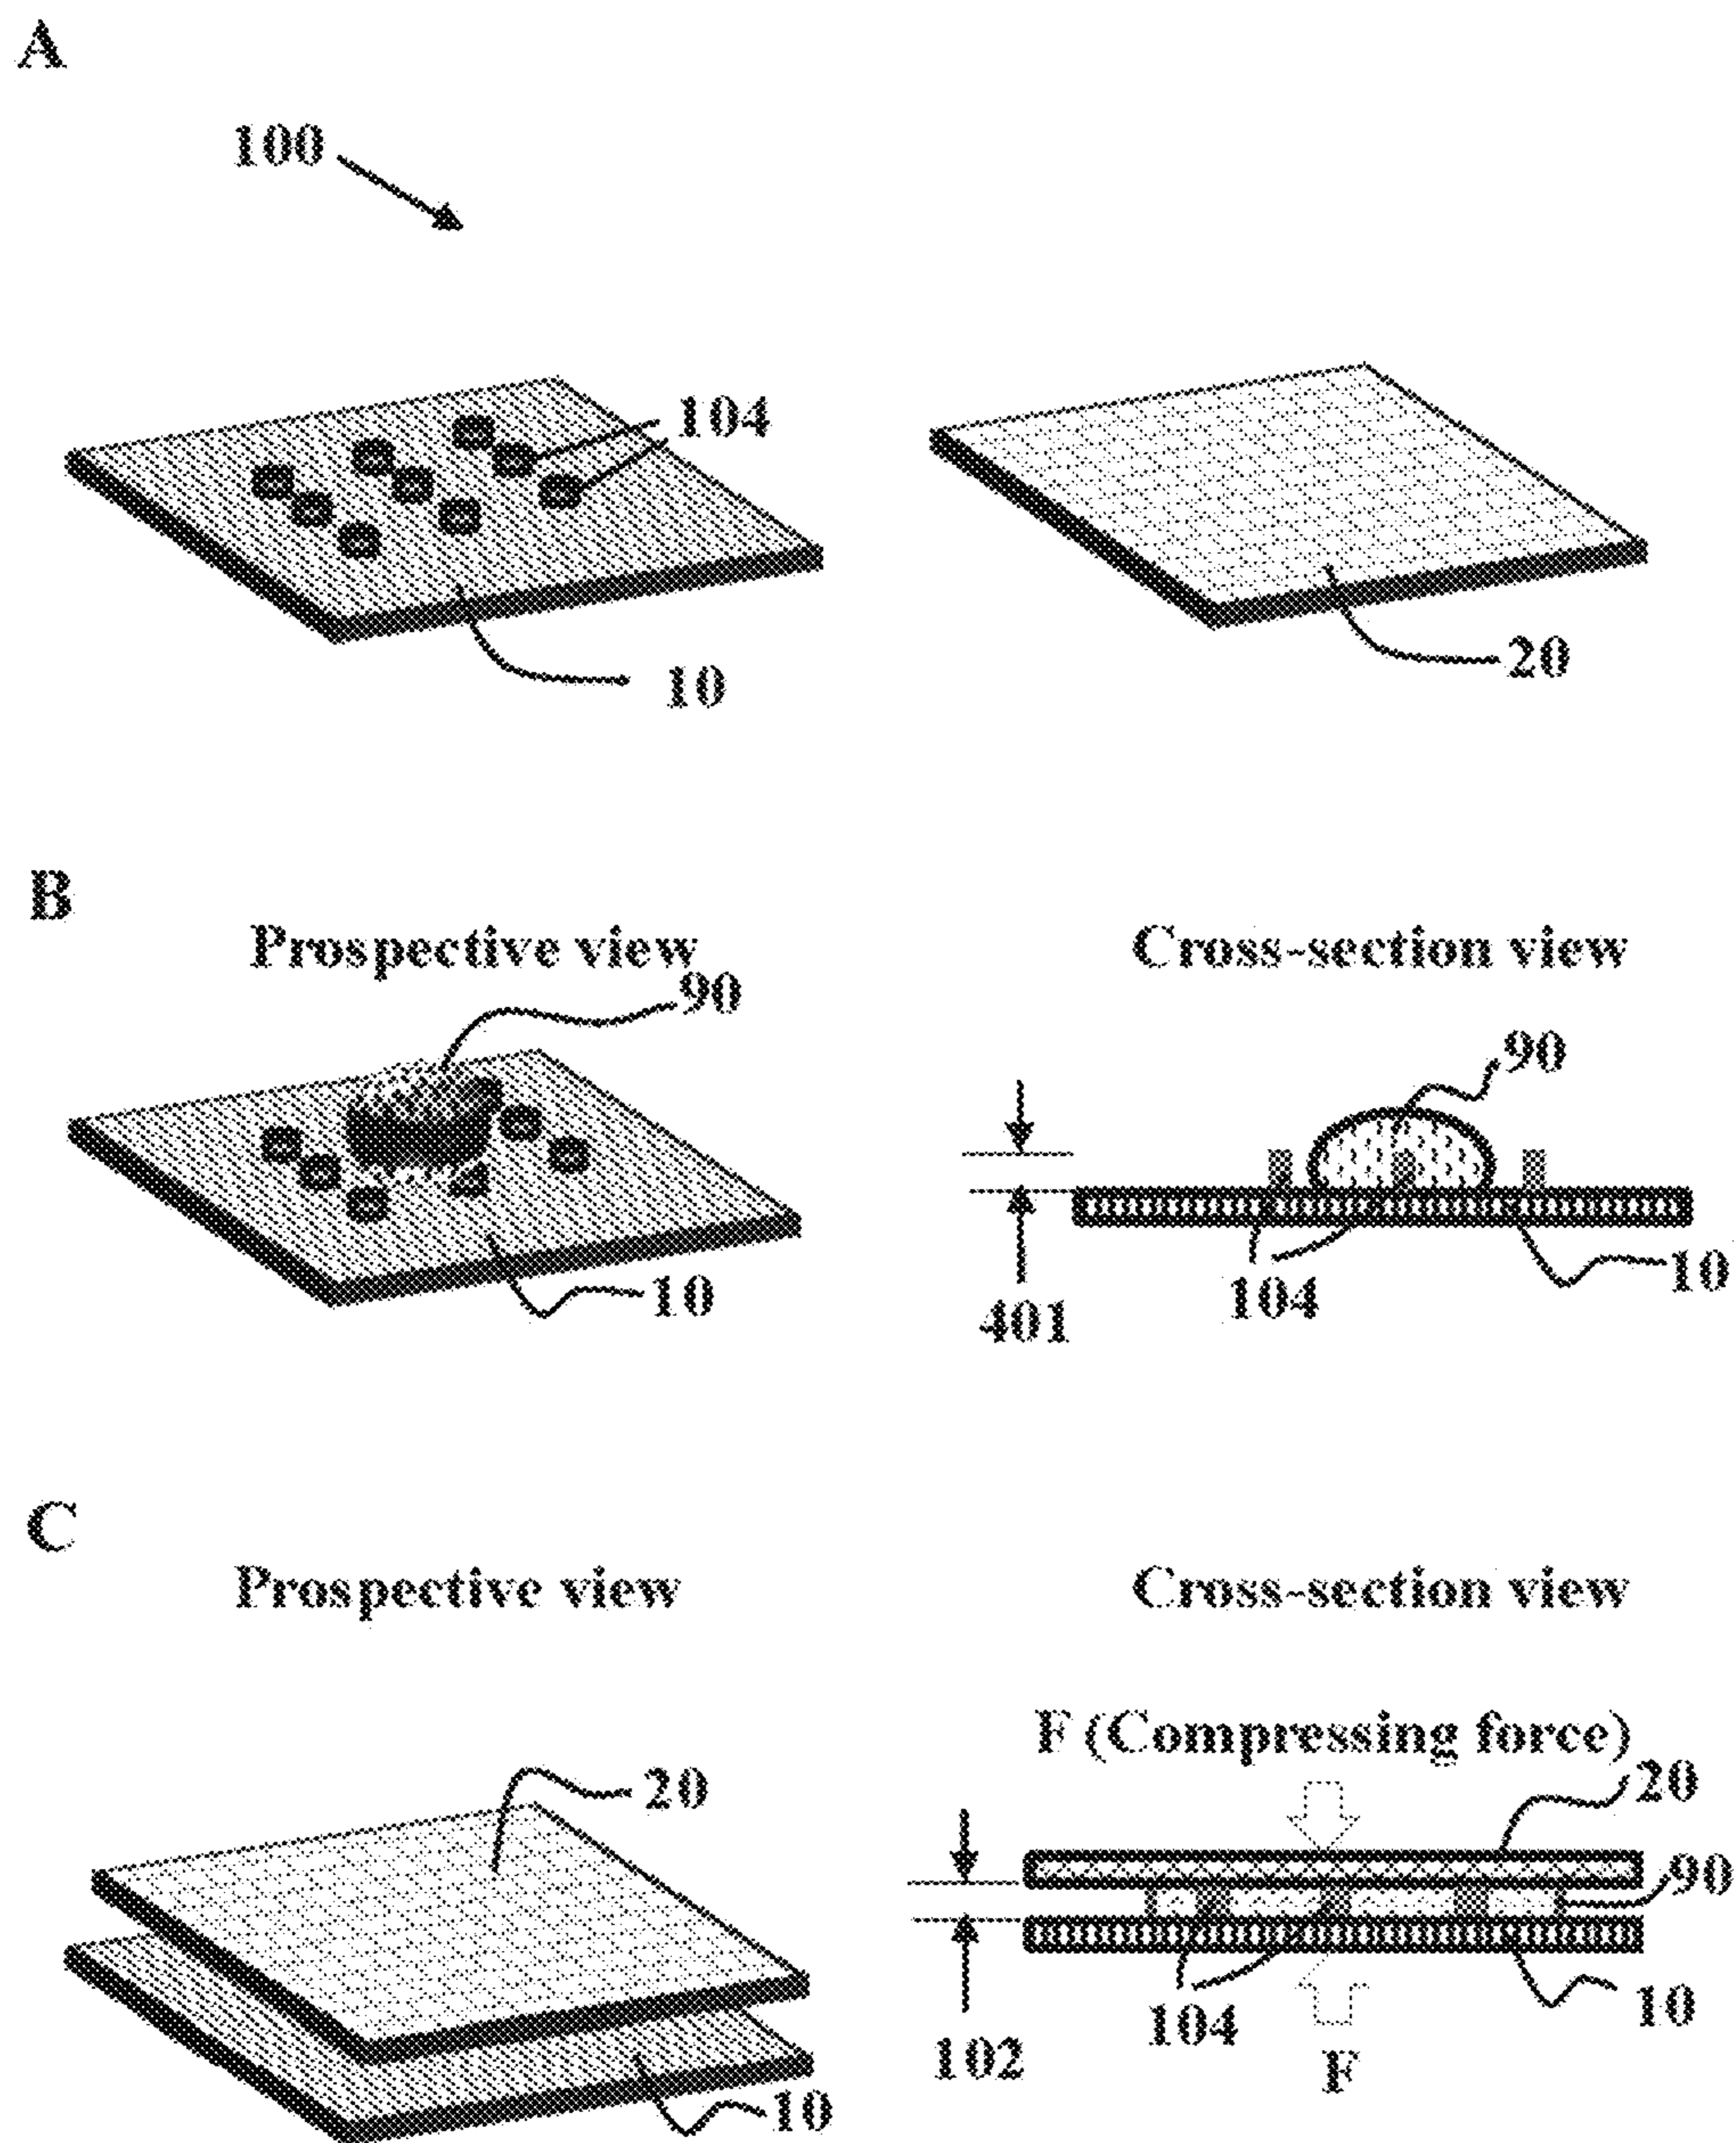 A
100
104
10
20
B
Prospective view
Cross-section view
90
90
10
104
10
401
C
Prospective view
Cross-section view
F (Compressing force)
20
20
90
104
10
102
F
10